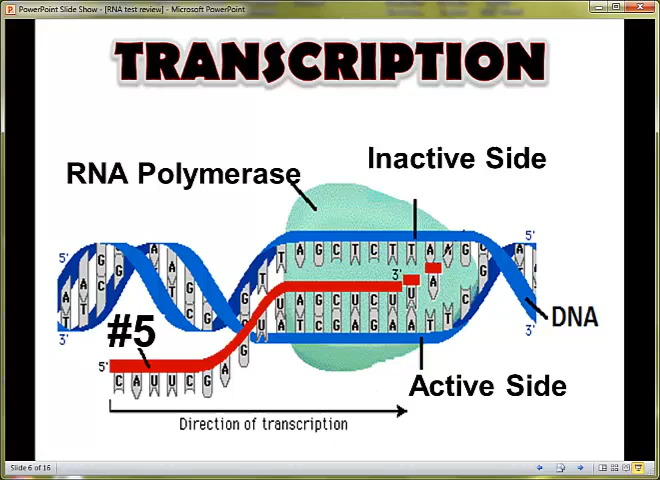 PowerPoint Slide Show - [RNA test review] - Microsoft PowerPoint
TRANSCRIPTION
RNA Polymerase
Inactive Side
5'
3'
5'
3'
T A G C T C T T A A G C
3'
A G C U C U
A
T C G A G A A T T C
DNA
#5
5'
C A U U C G A G
Active Side
Direction of transcription
Slide 6 of 16